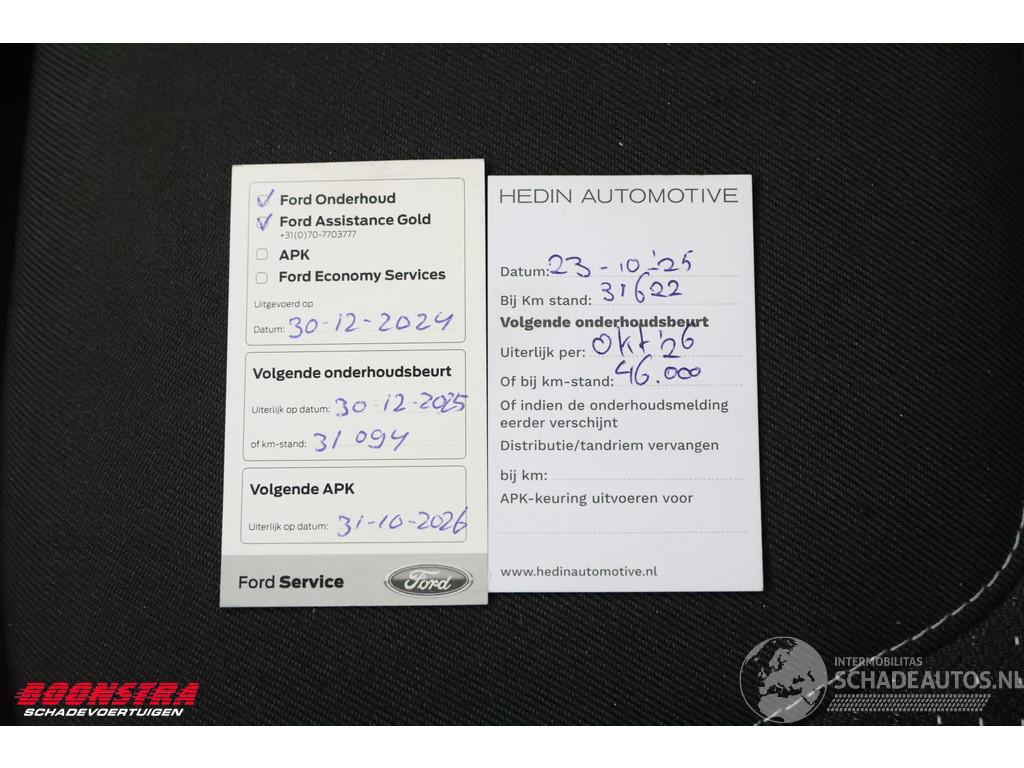 Ford Onderhoud
Ford Assistance Gold
+31(0)70-7703777
APK
Ford Economy Services
Uitgevoerd op
Datum: 30-12-2024
Volgende onderhoudsbeurt
Uiterlijk op datum: 30-12-2025
of km-stand: 31 094
Volgende APK
Uiterlijk op datum: 31-10-2026
Ford Service
Ford
HEDIN AUTOMOTIVE
Datum: 23-10-'25
Bij Km stand: 31622
Volgende onderhoudsbeurt
Uiterlijk per: Okt '26
Of bij km-stand: 46.000
Of indien de onderhoudsmelding
eerder verschijnt
Distributie/tandriem vervangen
bij km:
APK-keuring uitvoeren voor
www.hedinautomotive.nl
BOONSTRA
SCHADEVOERTUIGEN
INTERMOBILITAS
SCHADEAUTOS.NL